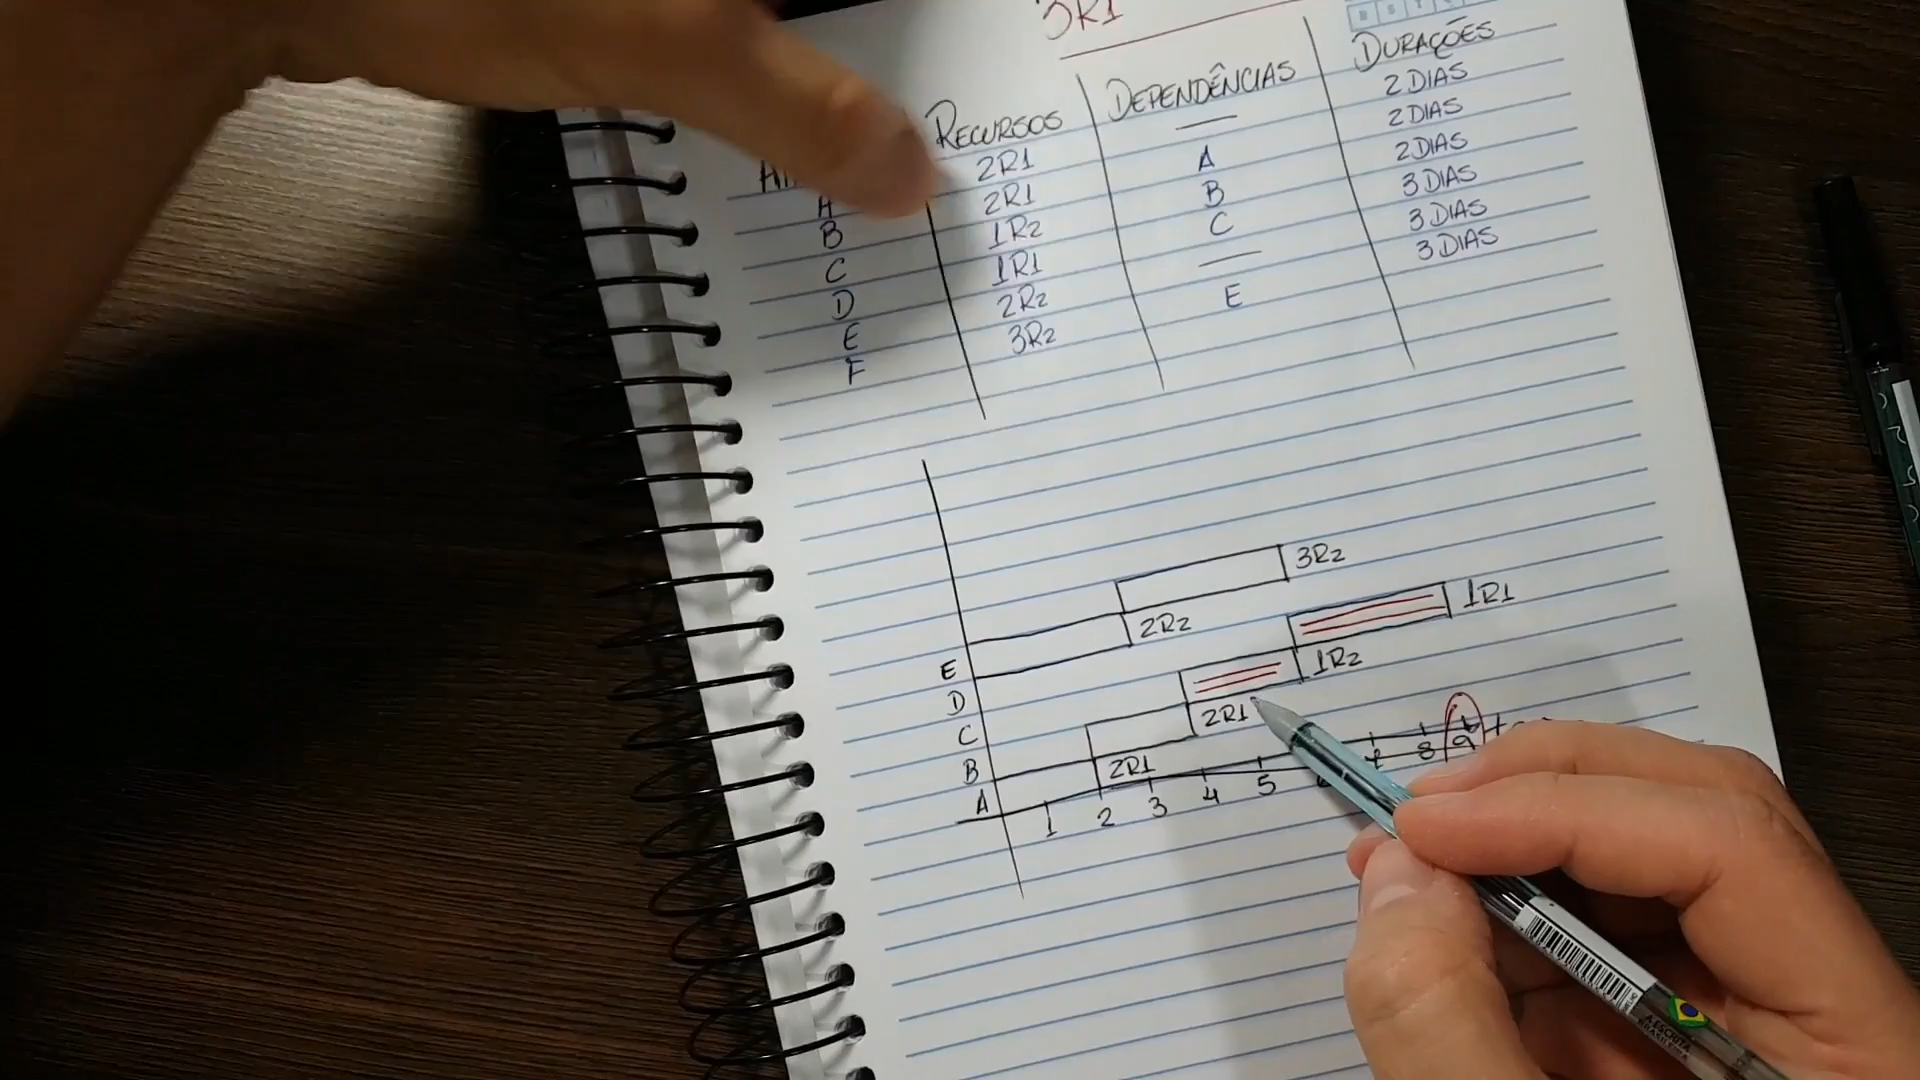 3R1
RECURSOS DEPENDÊNCIAS DURAÇÕES
A 2R1 — 2 DIAS
B 2R1 A 2 DIAS
C 1R2 B 2 DIAS
D 1R1 C 3 DIAS
E 2R2 — 3 DIAS
F 3R2 E 3 DIAS
3R2
1R1
2R2
E
1R2
D
2R1
C
2R1
B
A
1 2 3 4 5 8 9
A ESCRITA